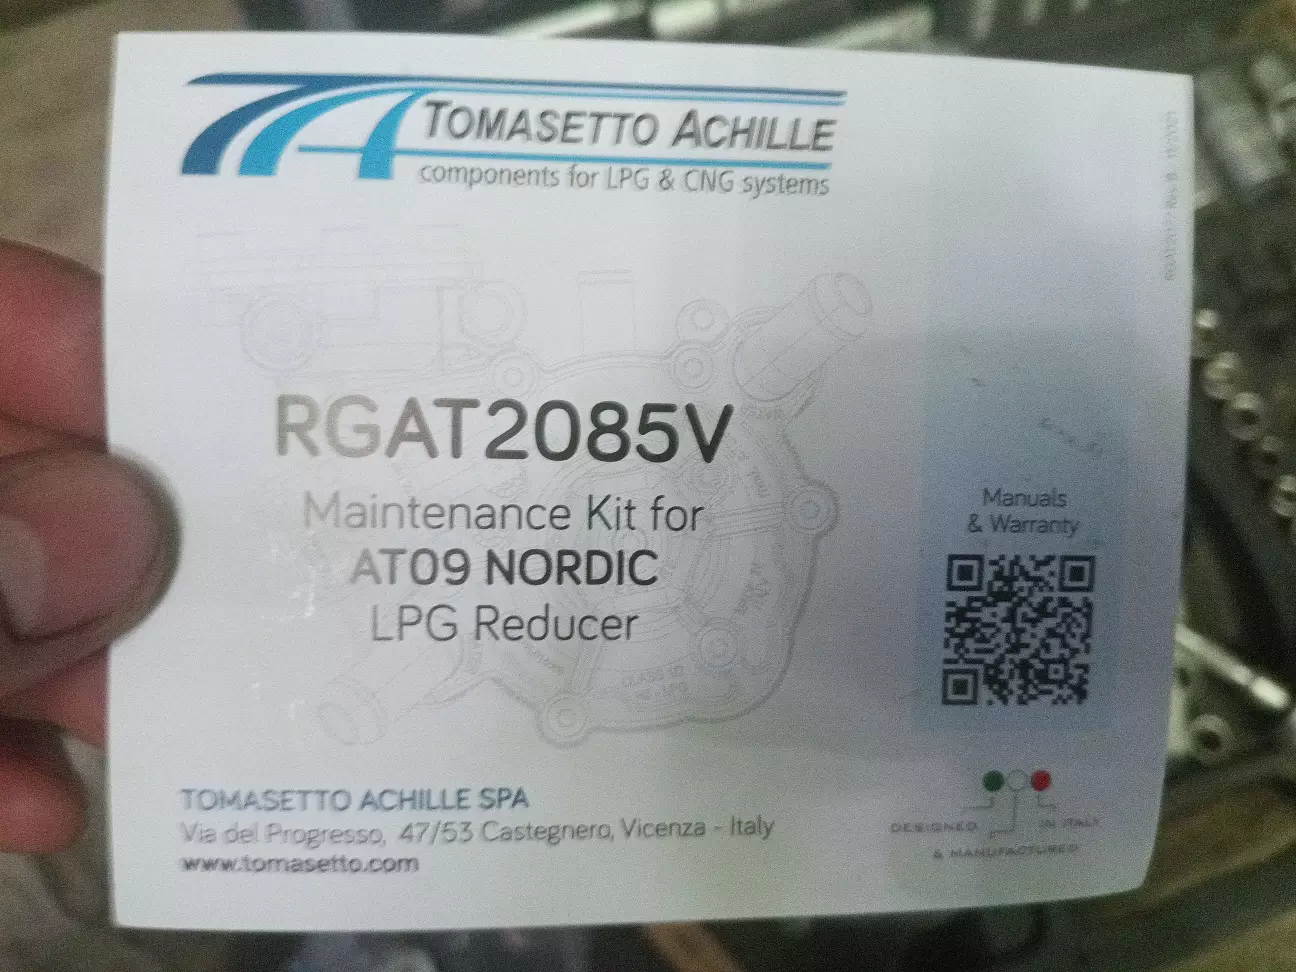 TOMASETTO ACHILLE
components for LPG & CNG systems
RGAT2085V
Maintenance Kit for
AT09 NORDIC
LPG Reducer
Manuals
& Warranty
TOMASETTO ACHILLE SPA
Via del Progresso, 47/53 Castegnero, Vicenza - Italy
www.tomasetto.com
DESIGNED
& MANUFACTURED
IN ITALY